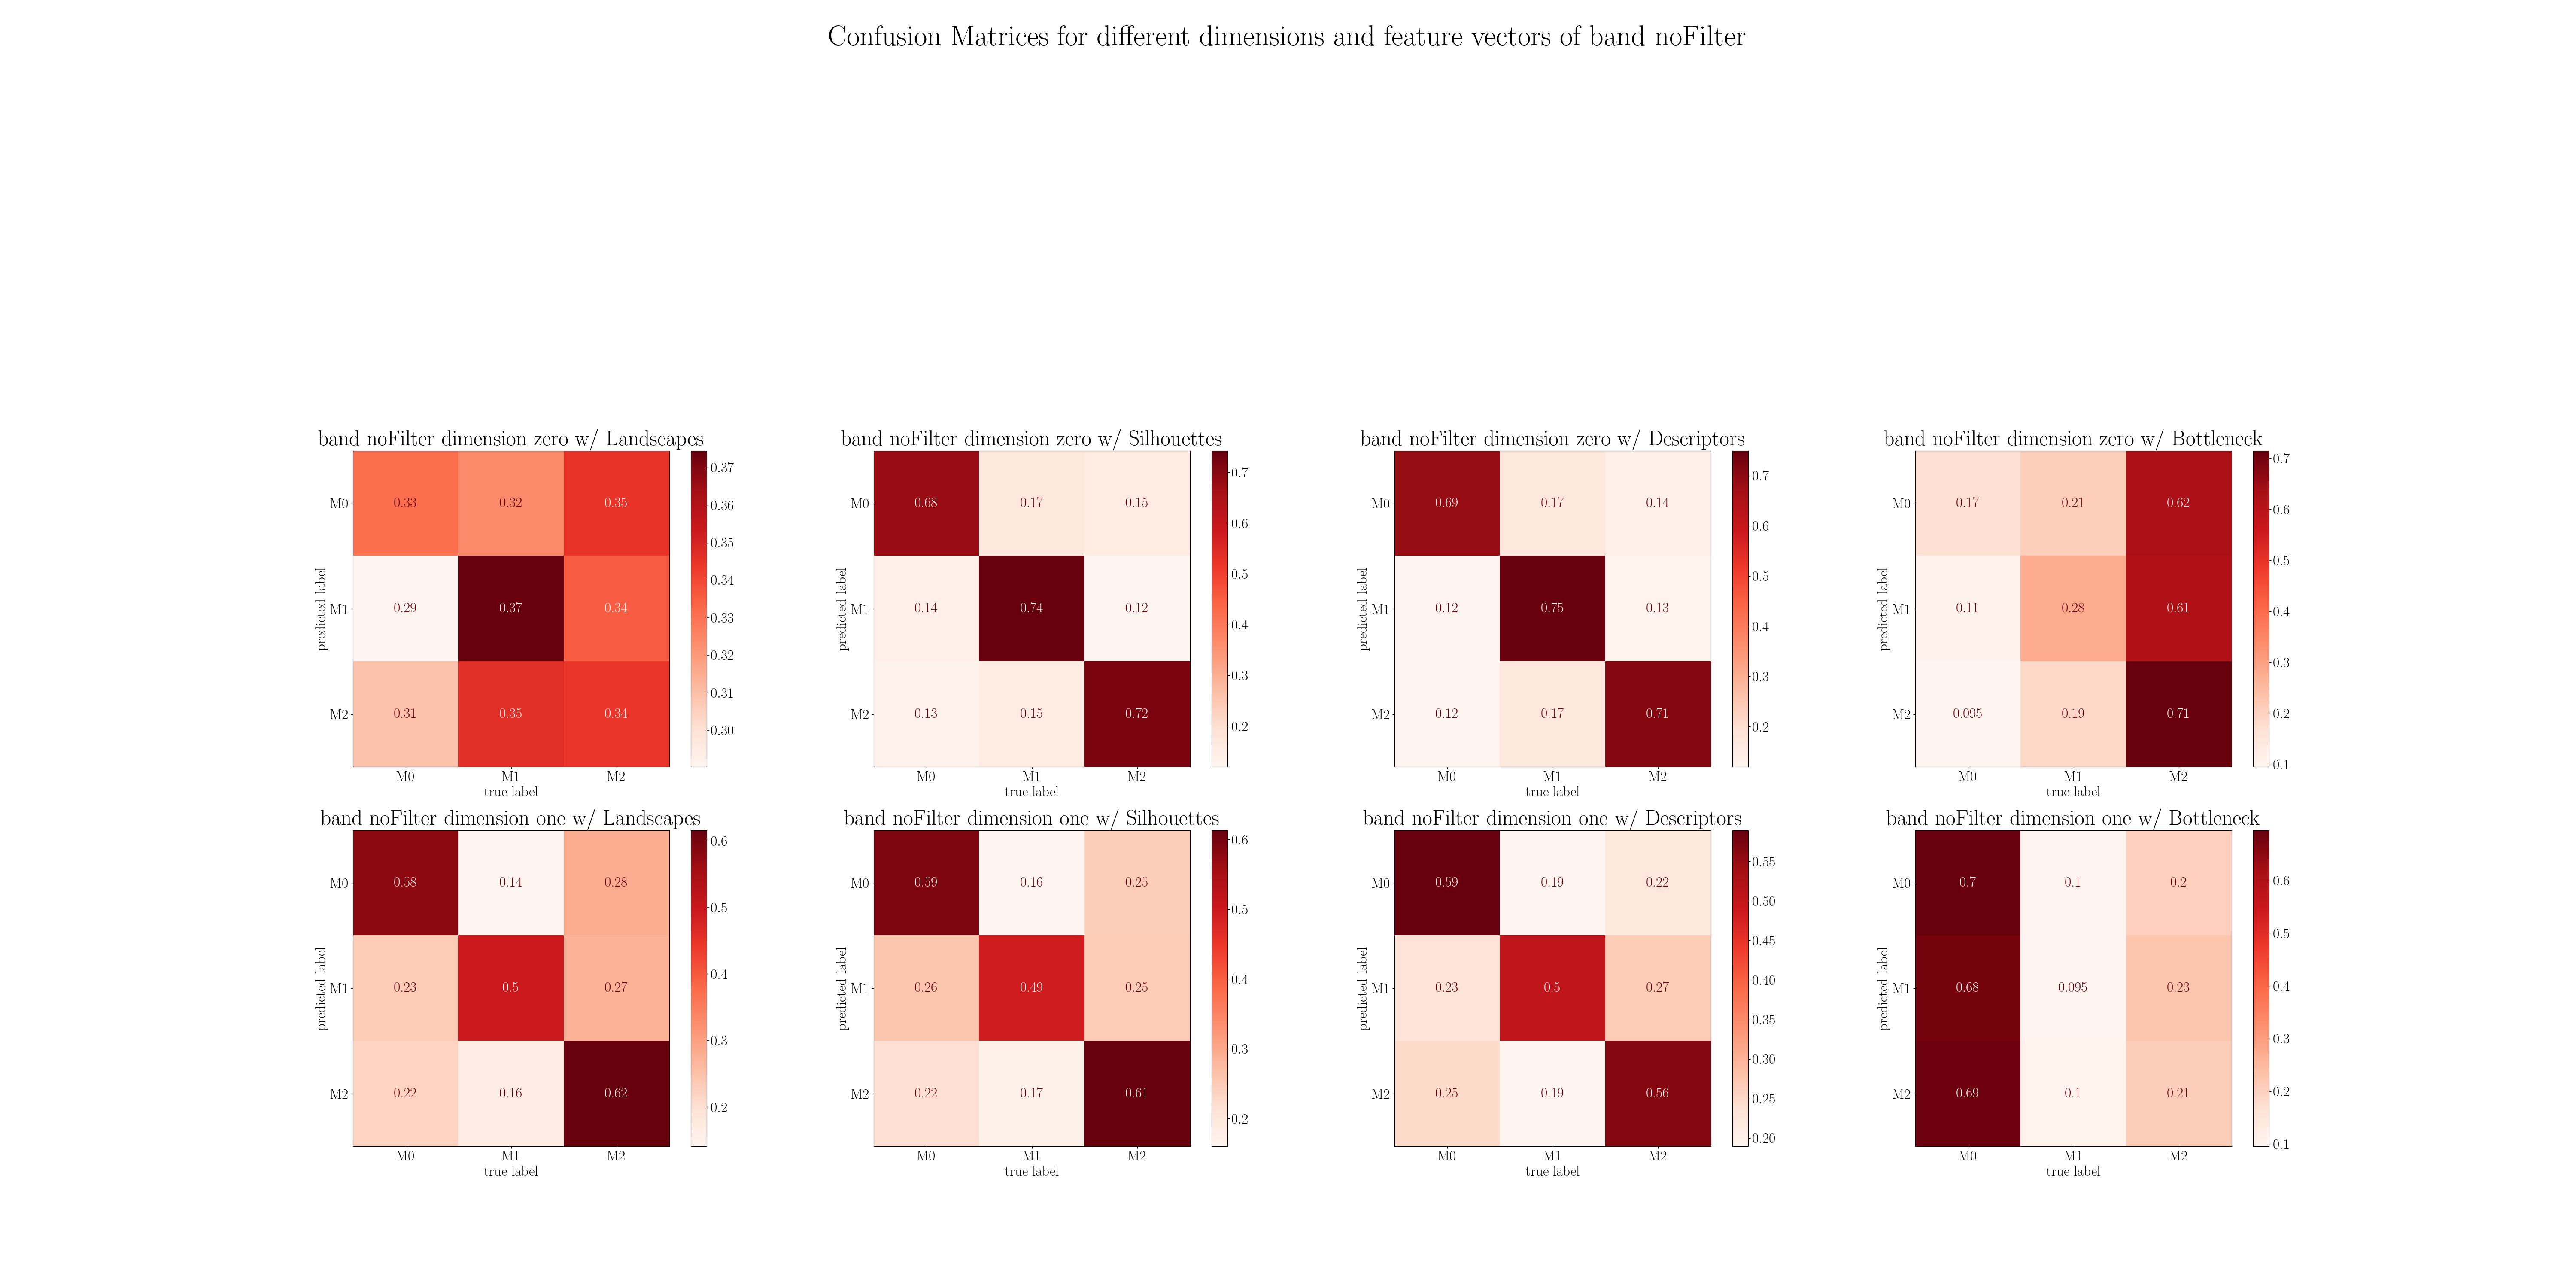 Confusion Matrices for different dimensions and feature vectors of band noFilter
band noFilter dimension zero w/ Landscapes
predicted label
M0 0.33 0.32 0.35
M1 0.29 0.37 0.34
M2 0.31 0.35 0.34
M0 M1 M2
true label
0.37
0.36
0.35
0.34
0.33
0.32
0.31
0.30
band noFilter dimension zero w/ Silhouettes
predicted label
M0 0.68 0.17 0.15
M1 0.14 0.74 0.12
M2 0.13 0.15 0.72
M0 M1 M2
true label
0.7
0.6
0.5
0.4
0.3
0.2
band noFilter dimension zero w/ Descriptors
predicted label
M0 0.69 0.17 0.14
M1 0.12 0.75 0.13
M2 0.12 0.17 0.71
M0 M1 M2
true label
0.7
0.6
0.5
0.4
0.3
0.2
band noFilter dimension zero w/ Bottleneck
predicted label
M0 0.17 0.21 0.62
M1 0.11 0.28 0.61
M2 0.095 0.19 0.71
M0 M1 M2
true label
0.7
0.6
0.5
0.4
0.3
0.2
0.1
band noFilter dimension one w/ Landscapes
predicted label
M0 0.58 0.14 0.28
M1 0.23 0.5 0.27
M2 0.22 0.16 0.62
M0 M1 M2
true label
0.6
0.5
0.4
0.3
0.2
band noFilter dimension one w/ Silhouettes
predicted label
M0 0.59 0.16 0.25
M1 0.26 0.49 0.25
M2 0.22 0.17 0.61
M0 M1 M2
true label
0.6
0.5
0.4
0.3
0.2
band noFilter dimension one w/ Descriptors
predicted label
M0 0.59 0.19 0.22
M1 0.23 0.5 0.27
M2 0.25 0.19 0.56
M0 M1 M2
true label
0.55
0.50
0.45
0.40
0.35
0.30
0.25
0.20
band noFilter dimension one w/ Bottleneck
predicted label
M0 0.7 0.1 0.2
M1 0.68 0.095 0.23
M2 0.69 0.1 0.21
M0 M1 M2
true label
0.6
0.5
0.4
0.3
0.2
0.1